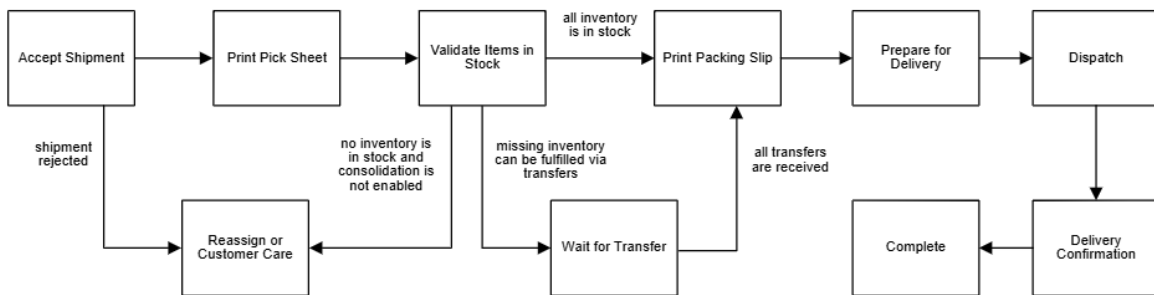 Accept Shipment
Print Pick Sheet
Validate Items in
Stock
all inventory
is in stock
Print Packing Slip
Prepare for
Delivery
Dispatch
shipment
rejected
no inventory is
in stock and
consolidation is
not enabled
missing inventory
can be fulfilled via
transfers
all transfers
are received
Reassign or
Customer Care
Wait for Transfer
Complete
Delivery
Confirmation